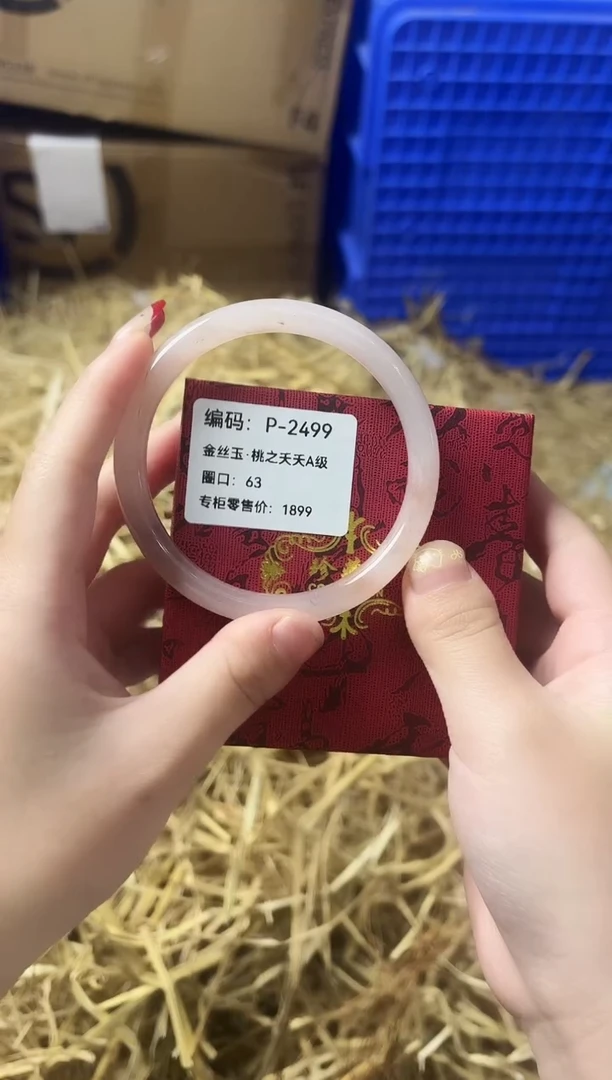 编码：P-2499
金丝玉·桃之夭夭A级
圈口：63
专柜零售价：1899
珍